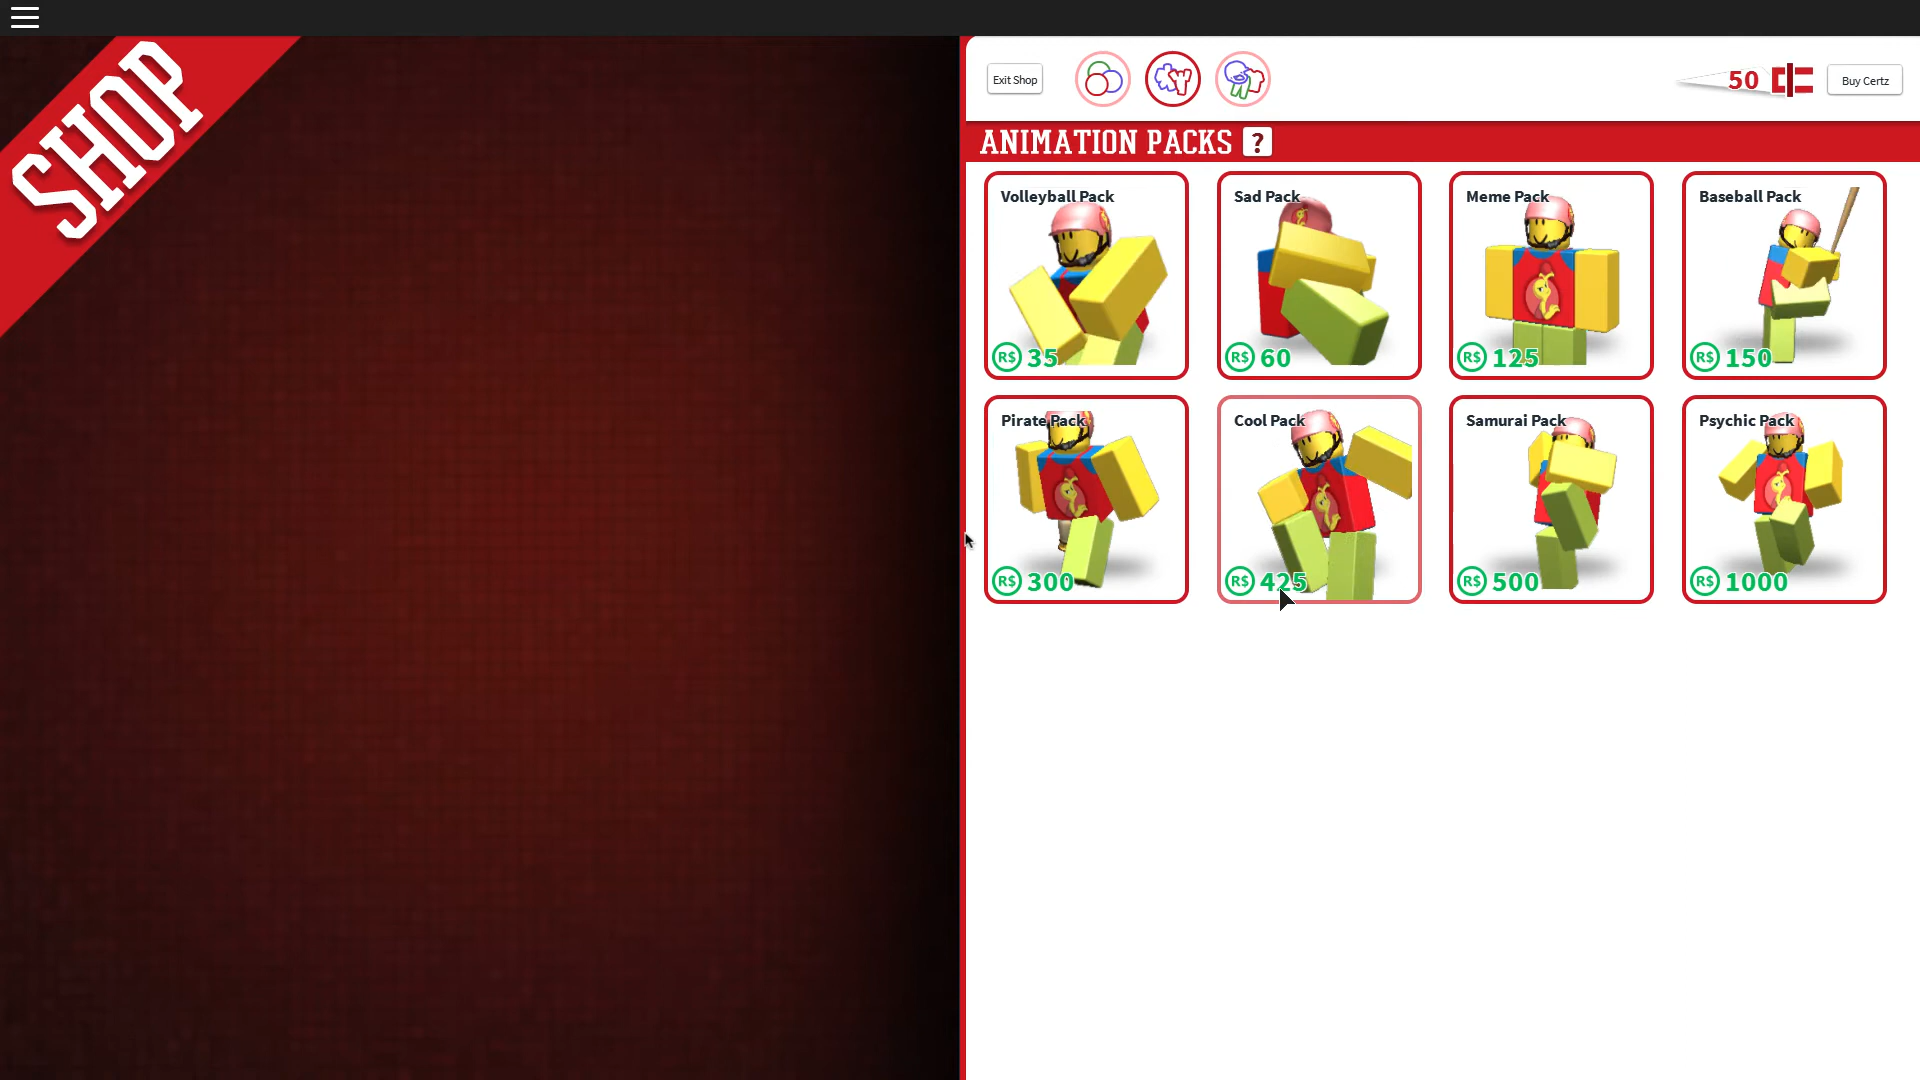 SHOP
Exit Shop
50
Buy Certz
ANIMATION PACKS ?
Volleyball Pack
R$ 35
Sad Pack
R$ 60
Meme Pack
R$ 125
Baseball Pack
R$ 150
Pirate Pack
R$ 300
Cool Pack
R$ 425
Samurai Pack
R$ 500
Psychic Pack
R$ 1000